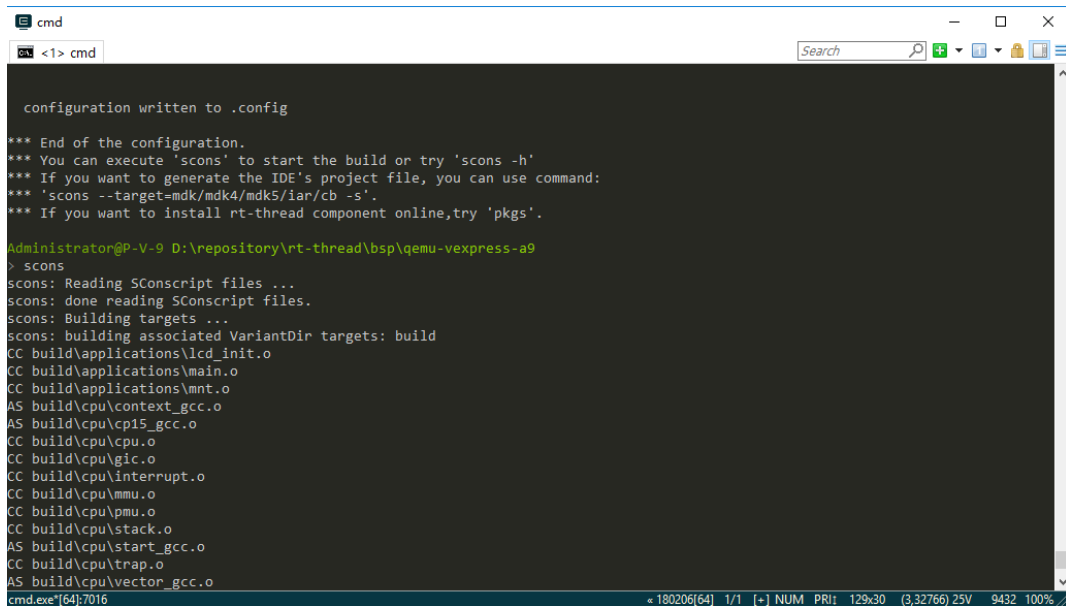 cmd
<1> cmd
Search
configuration written to .config
*** End of the configuration.
*** You can execute 'scons' to start the build or try 'scons -h'
*** If you want to generate the IDE's project file, you can use command:
*** 'scons --target=mdk/mdk4/mdk5/iar/cb -s'.
*** If you want to install rt-thread component online,try 'pkgs'.
Administrator@P-V-9 D:\repository\rt-thread\bsp\qemu-vexpress-a9
> scons
scons: Reading SConscript files ...
scons: done reading SConscript files.
scons: Building targets ...
scons: building associated VariantDir targets: build
CC build\applications\lcd_init.o
CC build\applications\main.o
CC build\applications\mnt.o
AS build\cpu\context_gcc.o
AS build\cpu\cp15_gcc.o
CC build\cpu\cpu.o
CC build\cpu\gic.o
CC build\cpu\interrupt.o
CC build\cpu\mmu.o
CC build\cpu\pmu.o
CC build\cpu\stack.o
AS build\cpu\start_gcc.o
CC build\cpu\trap.o
AS build\cpu\vector_gcc.o
cmd.exe*[64]:7016 « 180206[64] 1/1 [+] NUM PRI↕ 129x30 (3,32766) 25V 9432 100%